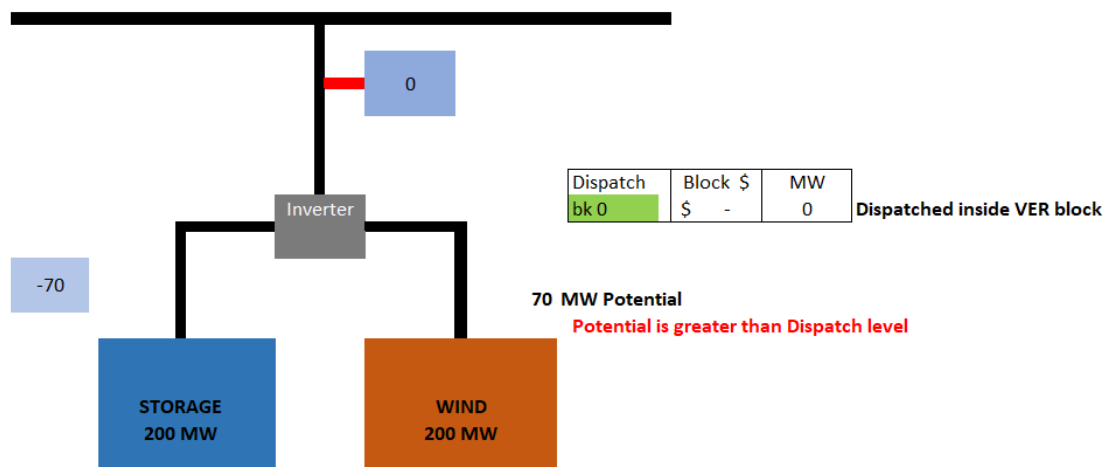 0
Inverter
Dispatch Block $ MW
bk 0 $ - 0 Dispatched inside VER block
-70
70 MW Potential
Potential is greater than Dispatch level
STORAGE
200 MW
WIND
200 MW